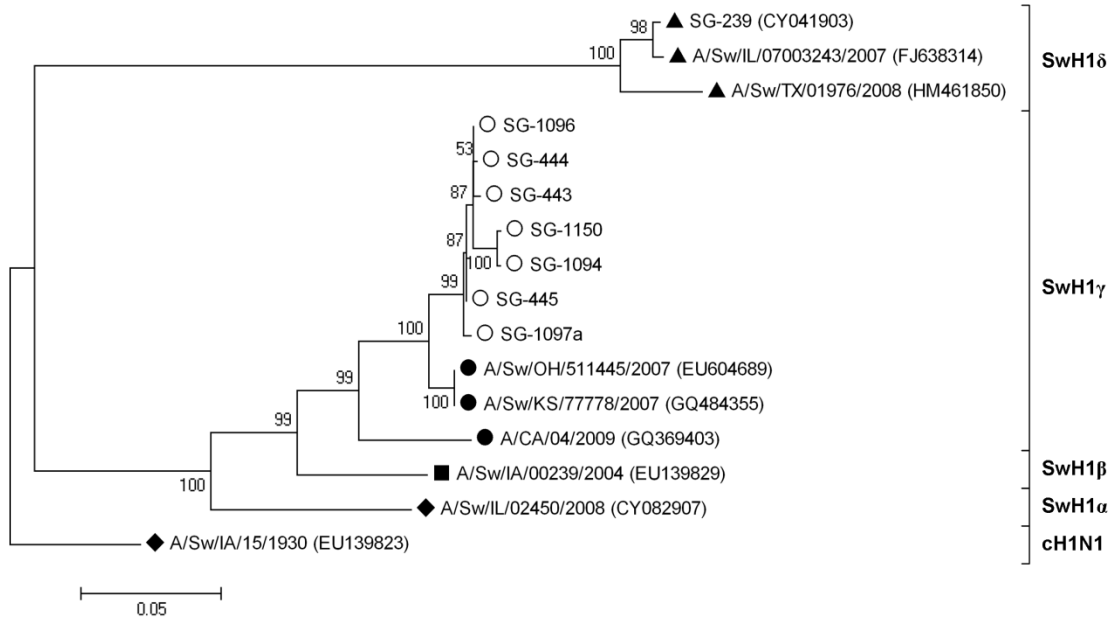 98
SG-239 (CY041903)
100
A/Sw/IL/07003243/2007 (FJ638314)
SwH1δ
A/Sw/TX/01976/2008 (HM461850)
SG-1096
53
SG-444
87
SG-443
SG-1150
87
100
SG-1094
99
SG-445
SwH1γ
100
SG-1097a
A/Sw/OH/511445/2007 (EU604689)
99
100
A/Sw/KS/77778/2007 (GQ484355)
99
A/CA/04/2009 (GQ369403)
A/Sw/IA/00239/2004 (EU139829)
SwH1β
100
A/Sw/IL/02450/2008 (CY082907)
SwH1α
A/Sw/IA/15/1930 (EU139823)
cH1N1
0.05